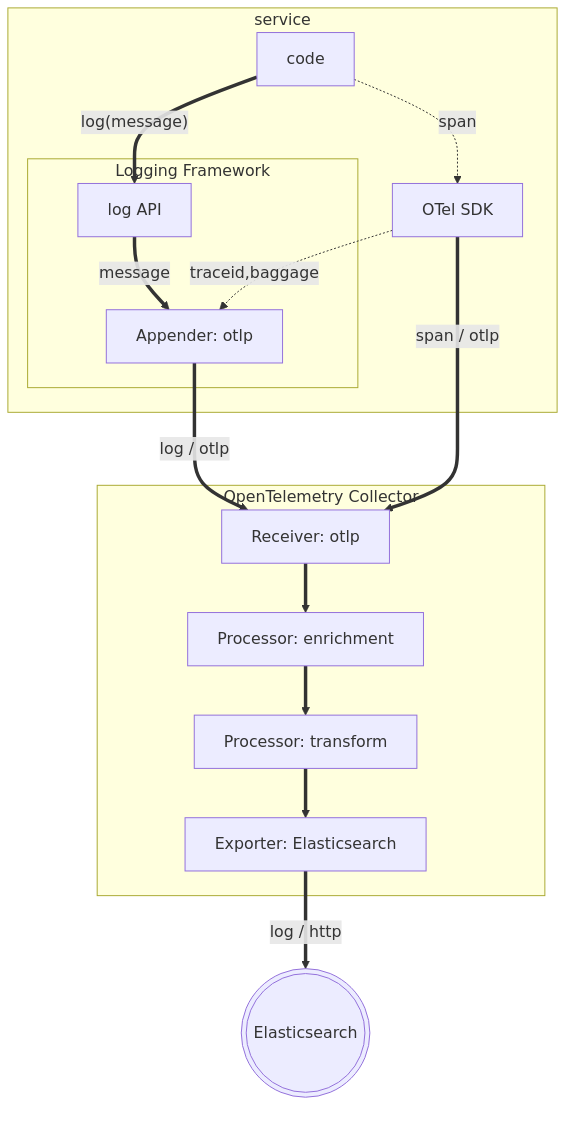 service
code
log(message)
span
Logging Framework
log API
OTel SDK
message
traceid,baggage
Appender: otlp
span / otlp
log / otlp
OpenTelemetry Collector
Receiver: otlp
Processor: enrichment
Processor: transform
Exporter: Elasticsearch
log / http
Elasticsearch